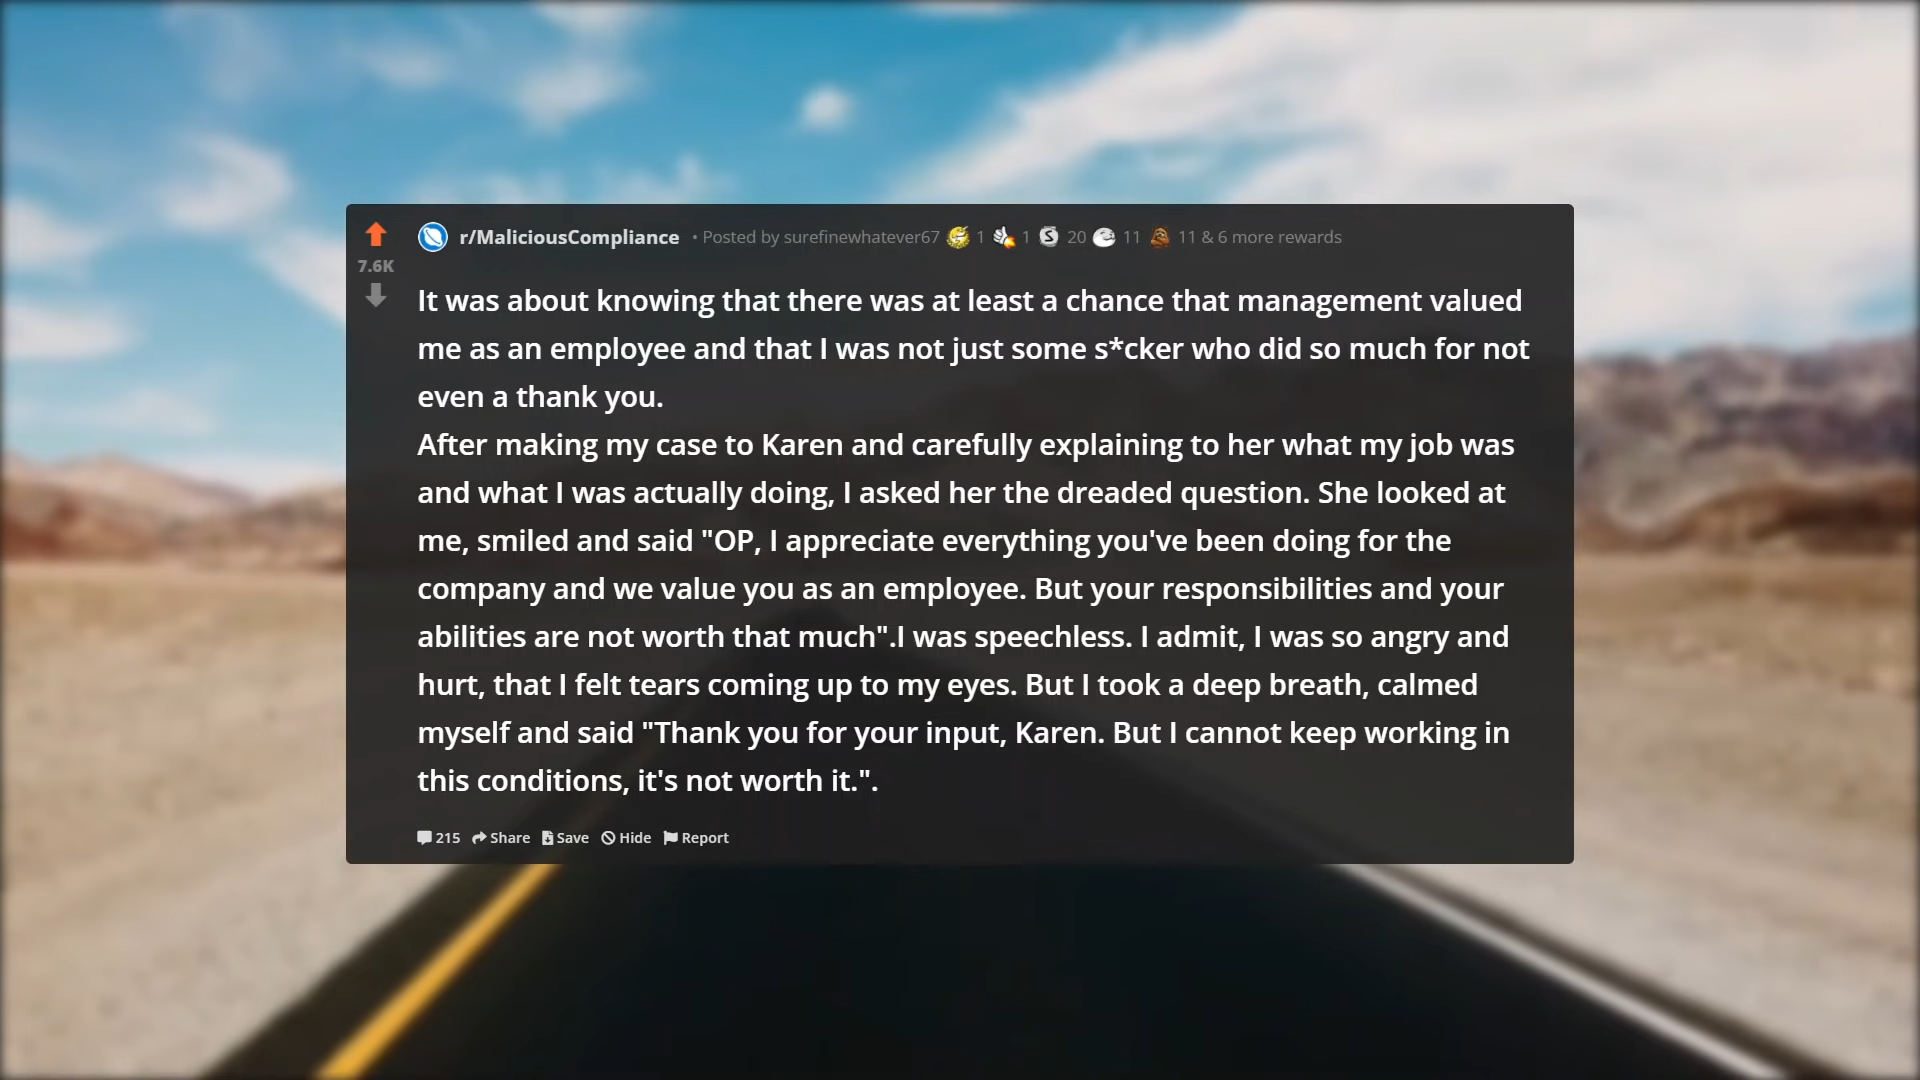 r/MaliciousCompliance • Posted by surefinewhatever67 1 1 20 11 11 & 6 more rewards
7.6K
It was about knowing that there was at least a chance that management valued
me as an employee and that I was not just some s*cker who did so much for not
even a thank you.
After making my case to Karen and carefully explaining to her what my job was
and what I was actually doing, I asked her the dreaded question. She looked at
me, smiled and said "OP, I appreciate everything you've been doing for the
company and we value you as an employee. But your responsibilities and your
abilities are not worth that much".I was speechless. I admit, I was so angry and
hurt, that I felt tears coming up to my eyes. But I took a deep breath, calmed
myself and said "Thank you for your input, Karen. But I cannot keep working in
this conditions, it's not worth it.".
215 Share Save Hide Report